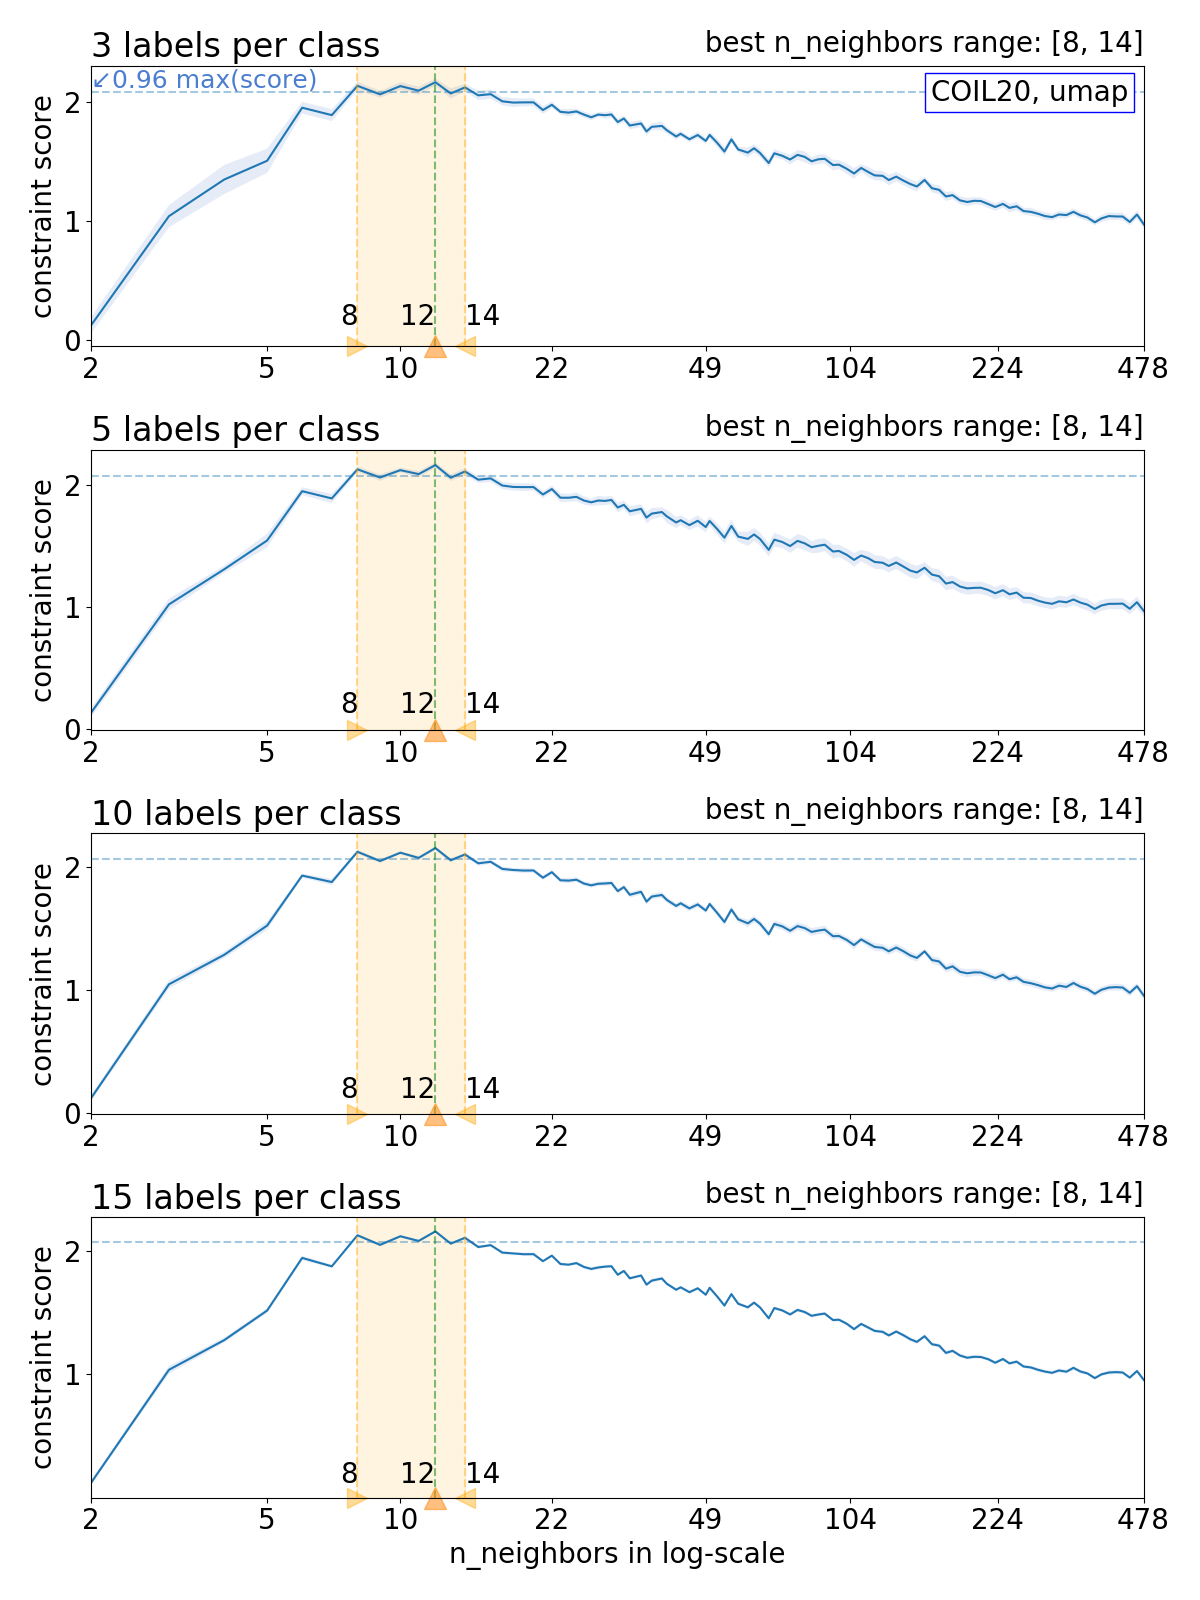 3 labels per class
best n_neighbors range: [8, 14]
↙0.96 max(score)
COIL20, umap
constraint score
2
1
0
8 12 14
2 5 10 22 49 104 224 478
5 labels per class
best n_neighbors range: [8, 14]
constraint score
2
1
0
8 12 14
2 5 10 22 49 104 224 478
10 labels per class
best n_neighbors range: [8, 14]
constraint score
2
1
0
8 12 14
2 5 10 22 49 104 224 478
15 labels per class
best n_neighbors range: [8, 14]
constraint score
2
1
8 12 14
2 5 10 22 49 104 224 478
n_neighbors in log-scale